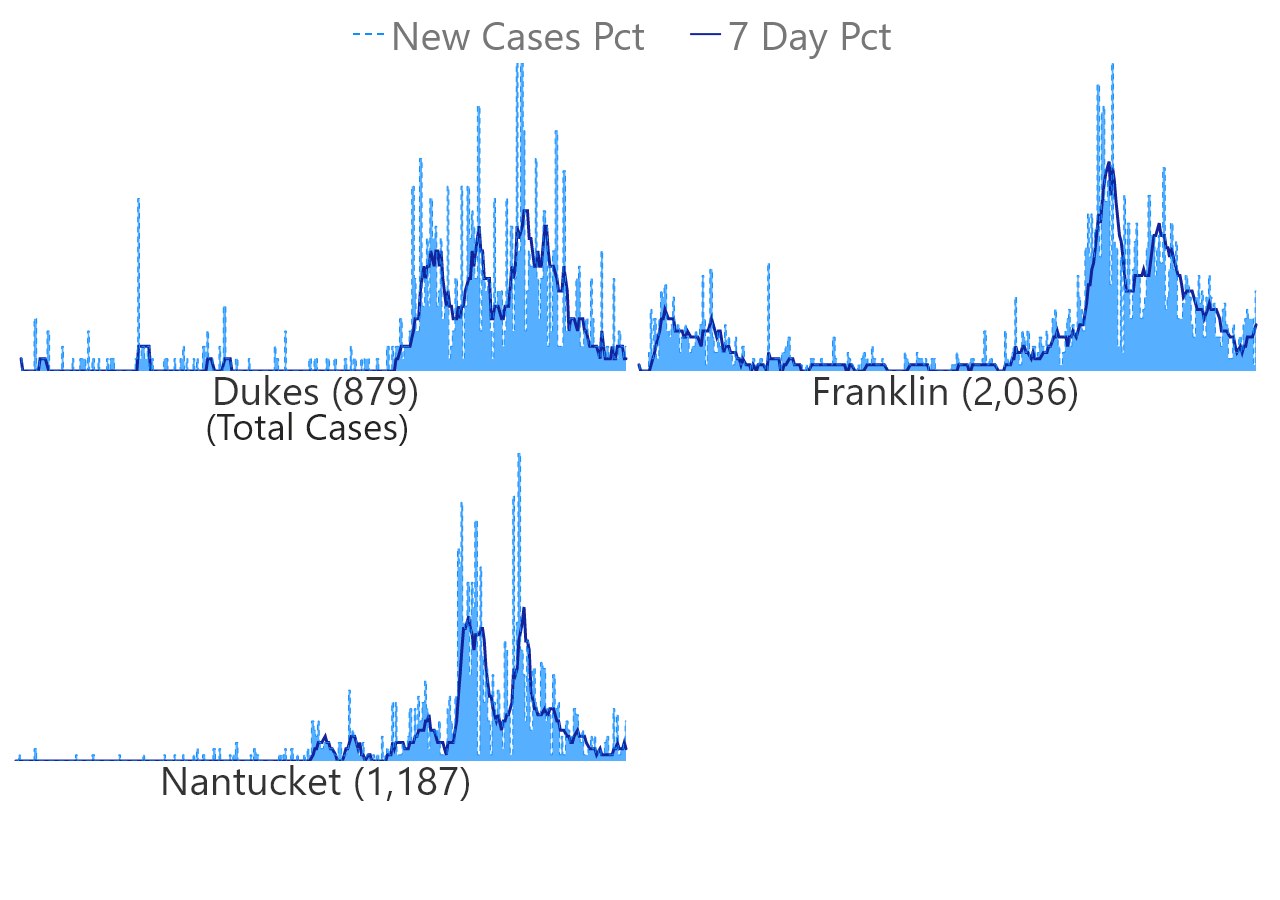 New Cases Pct 7 Day Pct
Dukes (879)
(Total Cases)
Franklin (2,036)
Nantucket (1,187)